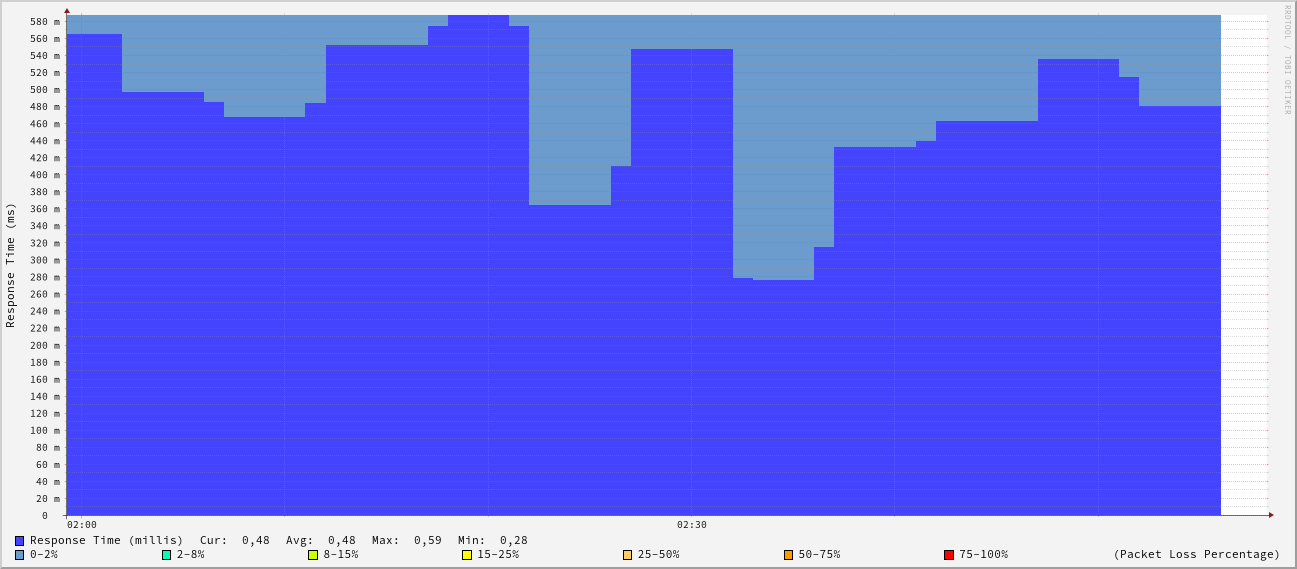 RRDTOOL / TOBI OETIKER
Response Time (ms)
580 m
560 m
540 m
520 m
500 m
480 m
460 m
440 m
420 m
400 m
380 m
360 m
340 m
320 m
300 m
280 m
260 m
240 m
220 m
200 m
180 m
160 m
140 m
120 m
100 m
80 m
60 m
40 m
20 m
0
02:00 02:30
Response Time (millis) Cur: 0,48 Avg: 0,48 Max: 0,59 Min: 0,28
0-2% 2-8% 8-15% 15-25% 25-50% 50-75% 75-100% (Packet Loss Percentage)